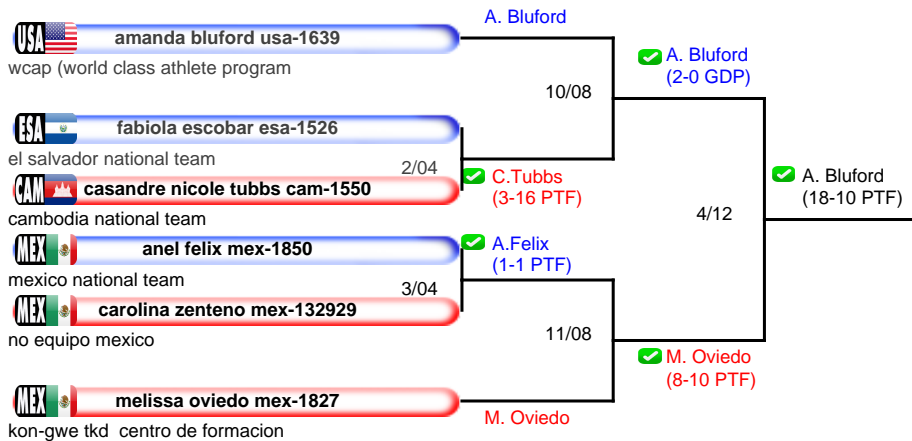 A. Bluford
USA amanda bluford usa-1639
wcap (world class athlete program
A. Bluford
(2-0 GDP)
10/08
ESA fabiola escobar esa-1526
el salvador national team
2/04
C.Tubbs
(3-16 PTF)
CAM casandre nicole tubbs cam-1550
cambodia national team
A. Bluford
(18-10 PTF)
4/12
MEX anel felix mex-1850
mexico national team
A.Felix
(1-1 PTF)
3/04
MEX carolina zenteno mex-132929
no equipo mexico
11/08
M. Oviedo
(8-10 PTF)
MEX melissa oviedo mex-1827
kon-gwe tkd  centro de formacion
M. Oviedo